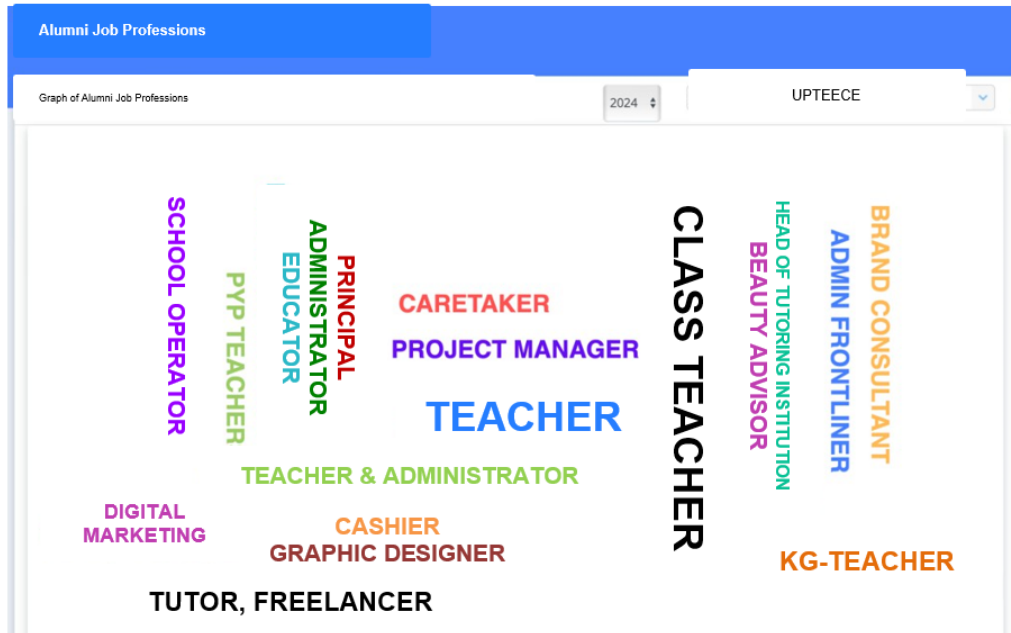 Alumni Job Professions
Graph of Alumni Job Professions
2024
UPTEECE
SCHOOL OPERATOR
PYP TEACHER
EDUCATOR
ADMINISTRATOR
PRINCIPAL
CARETAKER
PROJECT MANAGER
TEACHER
CLASS TEACHER
BEAUTY ADVISOR
HEAD OF TUTORING INSTITUTION
ADMIN FRONTLINER
BRAND CONSULTANT
TEACHER & ADMINISTRATOR
DIGITAL
MARKETING
CASHIER
GRAPHIC DESIGNER
KG-TEACHER
TUTOR, FREELANCER